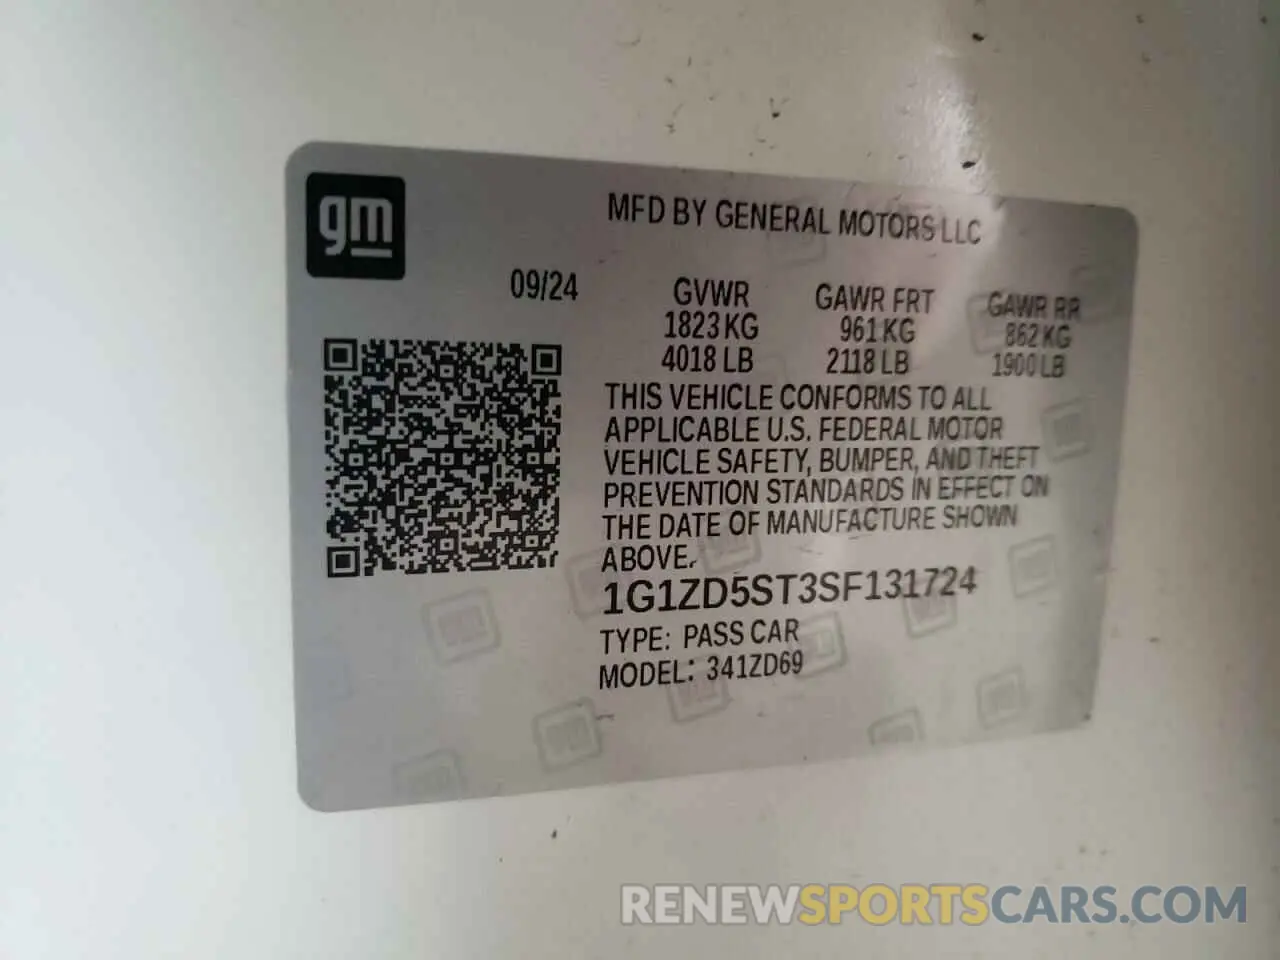 gm
MFD BY GENERAL MOTORS LLC
09/24
GVWR GAWR FRT GAWR RR
1823 KG 961 KG 862 KG
4018 LB 2118 LB 1900 LB
THIS VEHICLE CONFORMS TO ALL
APPLICABLE U.S. FEDERAL MOTOR
VEHICLE SAFETY, BUMPER, AND THEFT
PREVENTION STANDARDS IN EFFECT ON
THE DATE OF MANUFACTURE SHOWN
ABOVE.
1G1ZD5ST3SF131724
TYPE: PASS CAR
MODEL: 341ZD69
RENEWSPORTSCARS.COM